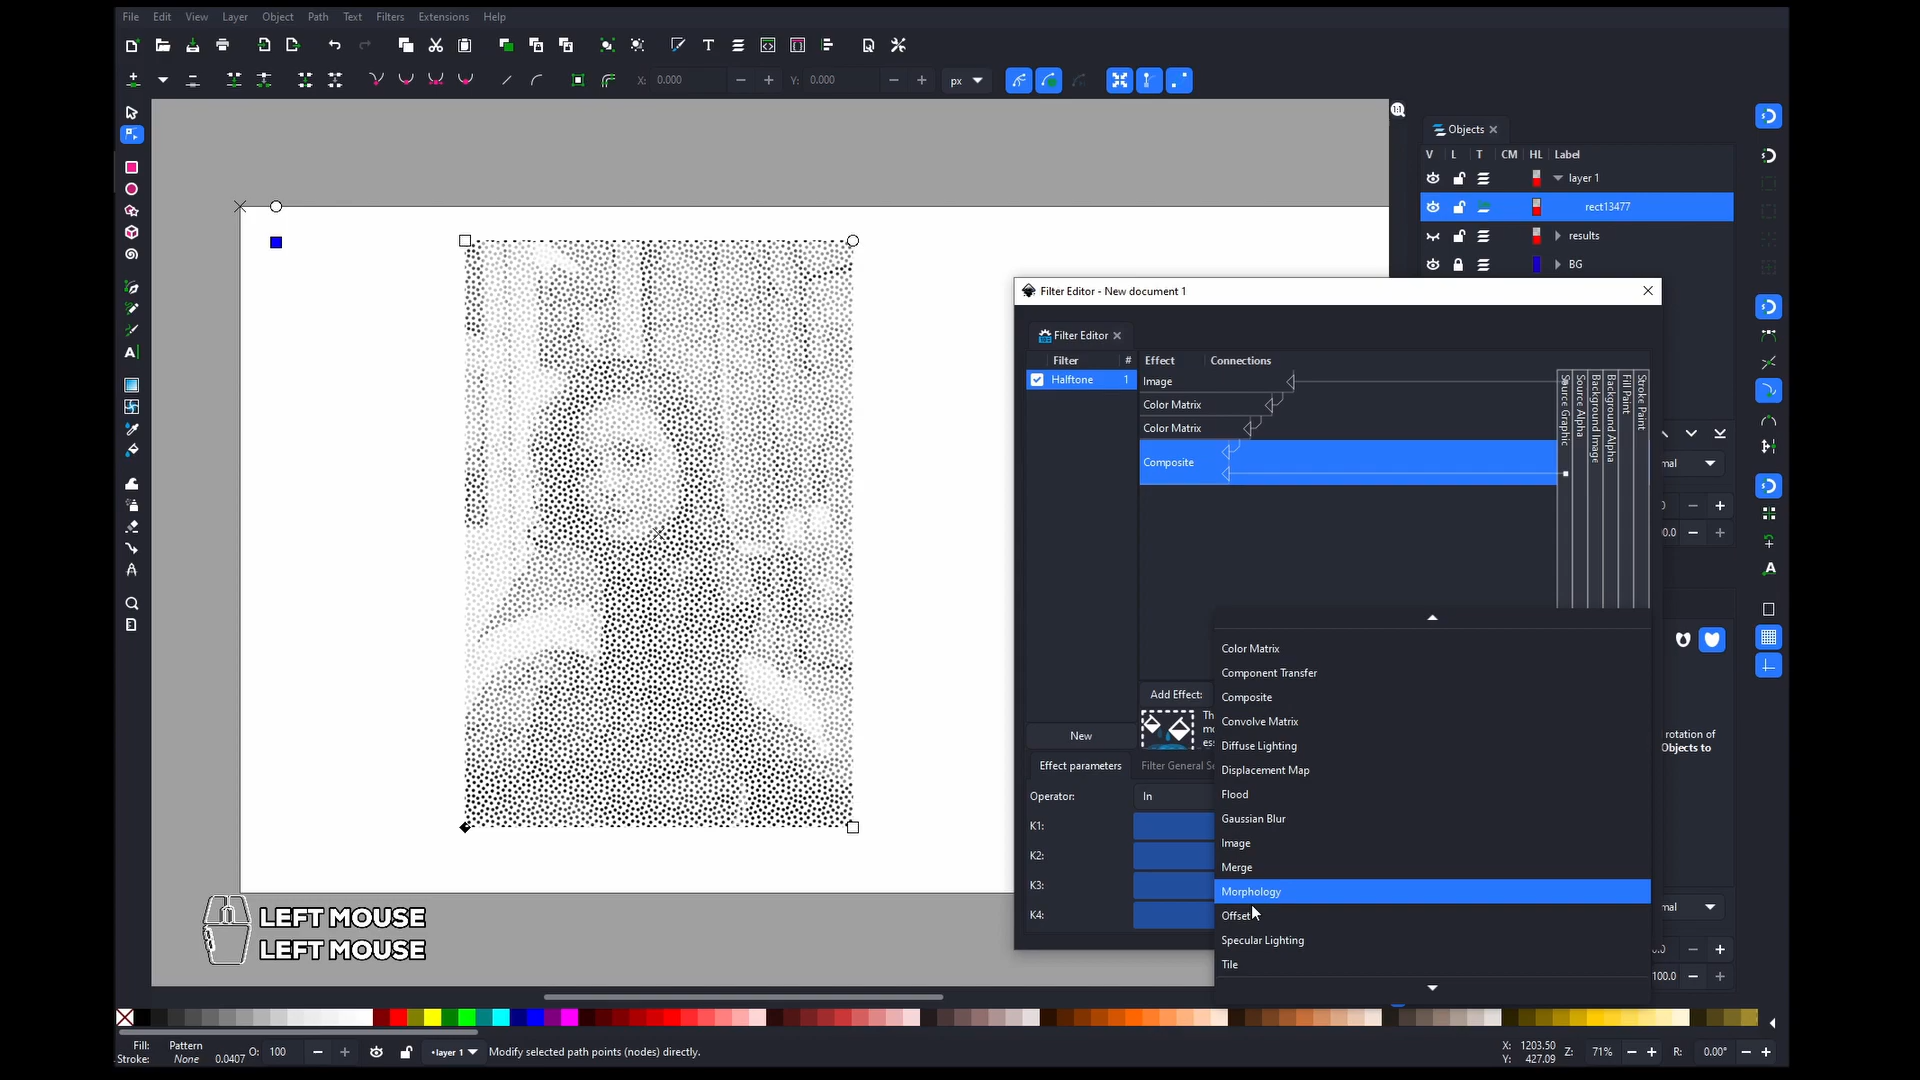 File Edit View Layer Object Path Text Filters Extensions Help
X: 0.000 Y: 0.000 px
Objects
V L T CM HL Label
layer 1
rect13477
results
BG
Filter Editor - New document 1
Filter Editor
Filter # Effect Connections
Halftone 1
Image
Color Matrix
Color Matrix
Composite
Source Graphic
Source Alpha
Background Image
Background Alpha
Fill Paint
Stroke Paint
Add Effect:
New
Effect parameters Filter General Se
Operator: In
K1:
K2:
K3:
K4:
Color Matrix
Component Transfer
Composite
Convolve Matrix
Diffuse Lighting
Displacement Map
Flood
Gaussian Blur
Image
Merge
Morphology
Offset
Specular Lighting
Tile
rotation of
Objects to
100.0
LEFT MOUSE
LEFT MOUSE
Fill: Pattern
Stroke: None 0.0407 O: 100
•layer 1 Modify selected path points (nodes) directly.
X: 1203.50
Y: 427.09
Z: 71% R: 0.00°